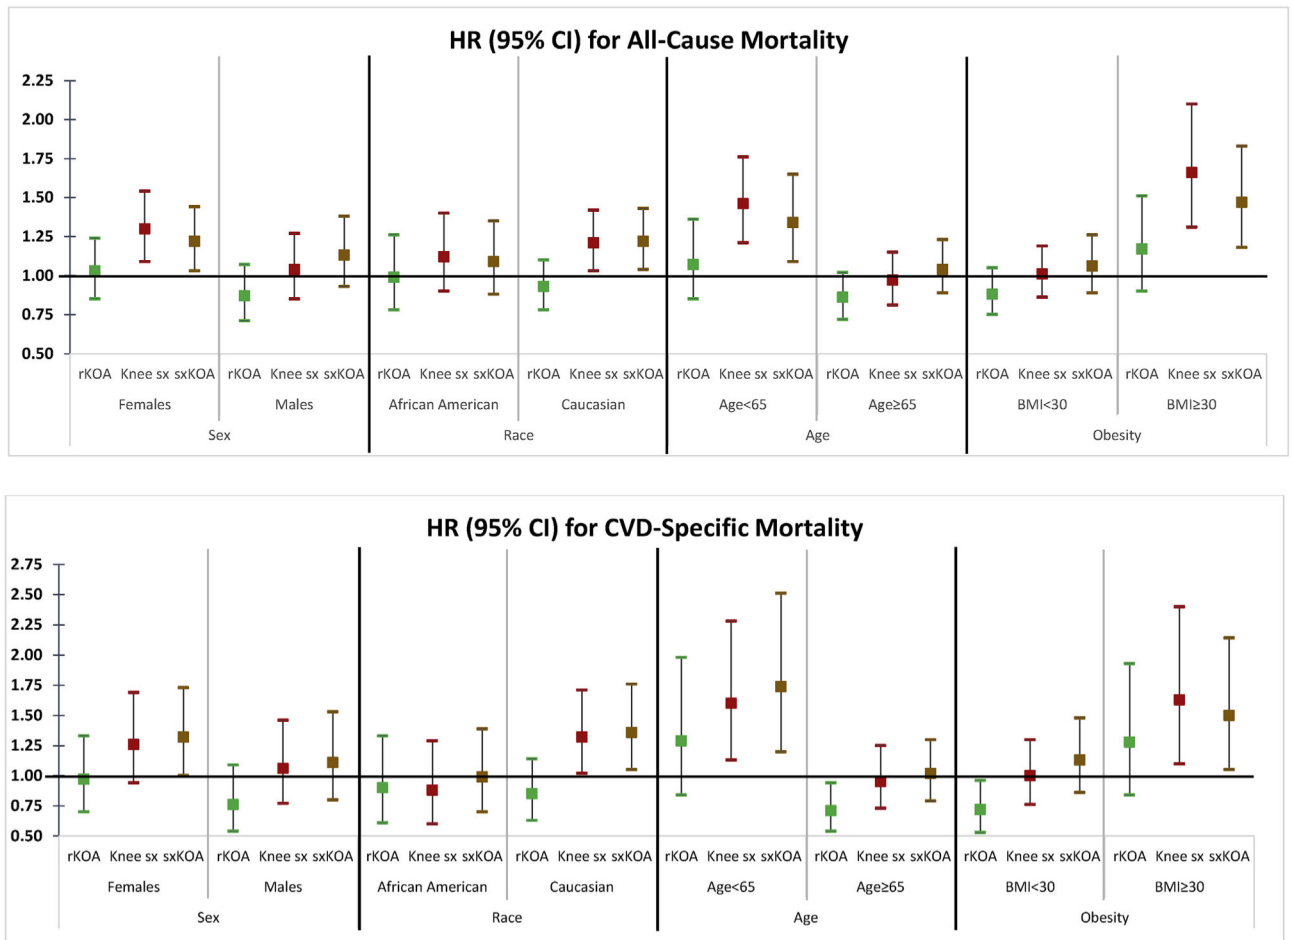 HR (95% CI) for All-Cause Mortality
2.25
2.00
1.75
1.50
1.25
1.00
0.75
0.50
rKOA Knee sx sxKOA rKOA Knee sx sxKOA rKOA Knee sx sxKOA rKOA Knee sx sxKOA rKOA Knee sx sxKOA rKOA Knee sx sxKOA rKOA Knee sx sxKOA rKOA Knee sx sxKOA
Females Males African American Caucasian Age<65 Age≥65 BMI<30 BMI≥30
Sex Race Age Obesity
HR (95% CI) for CVD-Specific Mortality
2.75
2.50
2.25
2.00
1.75
1.50
1.25
1.00
0.75
0.50
rKOA Knee sx sxKOA rKOA Knee sx sxKOA rKOA Knee sx sxKOA rKOA Knee sx sxKOA rKOA Knee sx sxKOA rKOA Knee sx sxKOA rKOA Knee sx sxKOA rKOA Knee sx sxKOA
Females Males African American Caucasian Age<65 Age≥65 BMI<30 BMI≥30
Sex Race Age Obesity